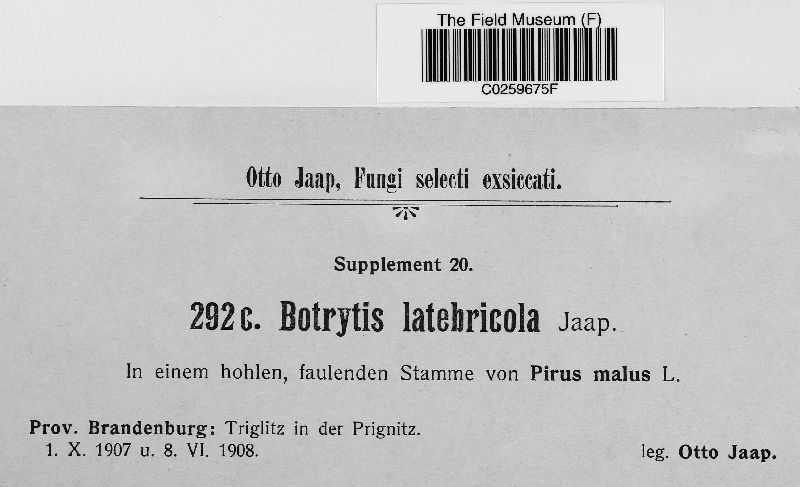 The Field Museum (F)
C0259675F
Otto Jaap, Fungi selecti exsiccati.
Supplement 20.
292c. Botrytis latebricola Jaap.
In einem hohlen, faulenden Stamme von Pirus malus L.
Prov. Brandenburg: Triglitz in der Prignitz.
1. X. 1907 u. 8. VI. 1908.
leg. Otto Jaap.